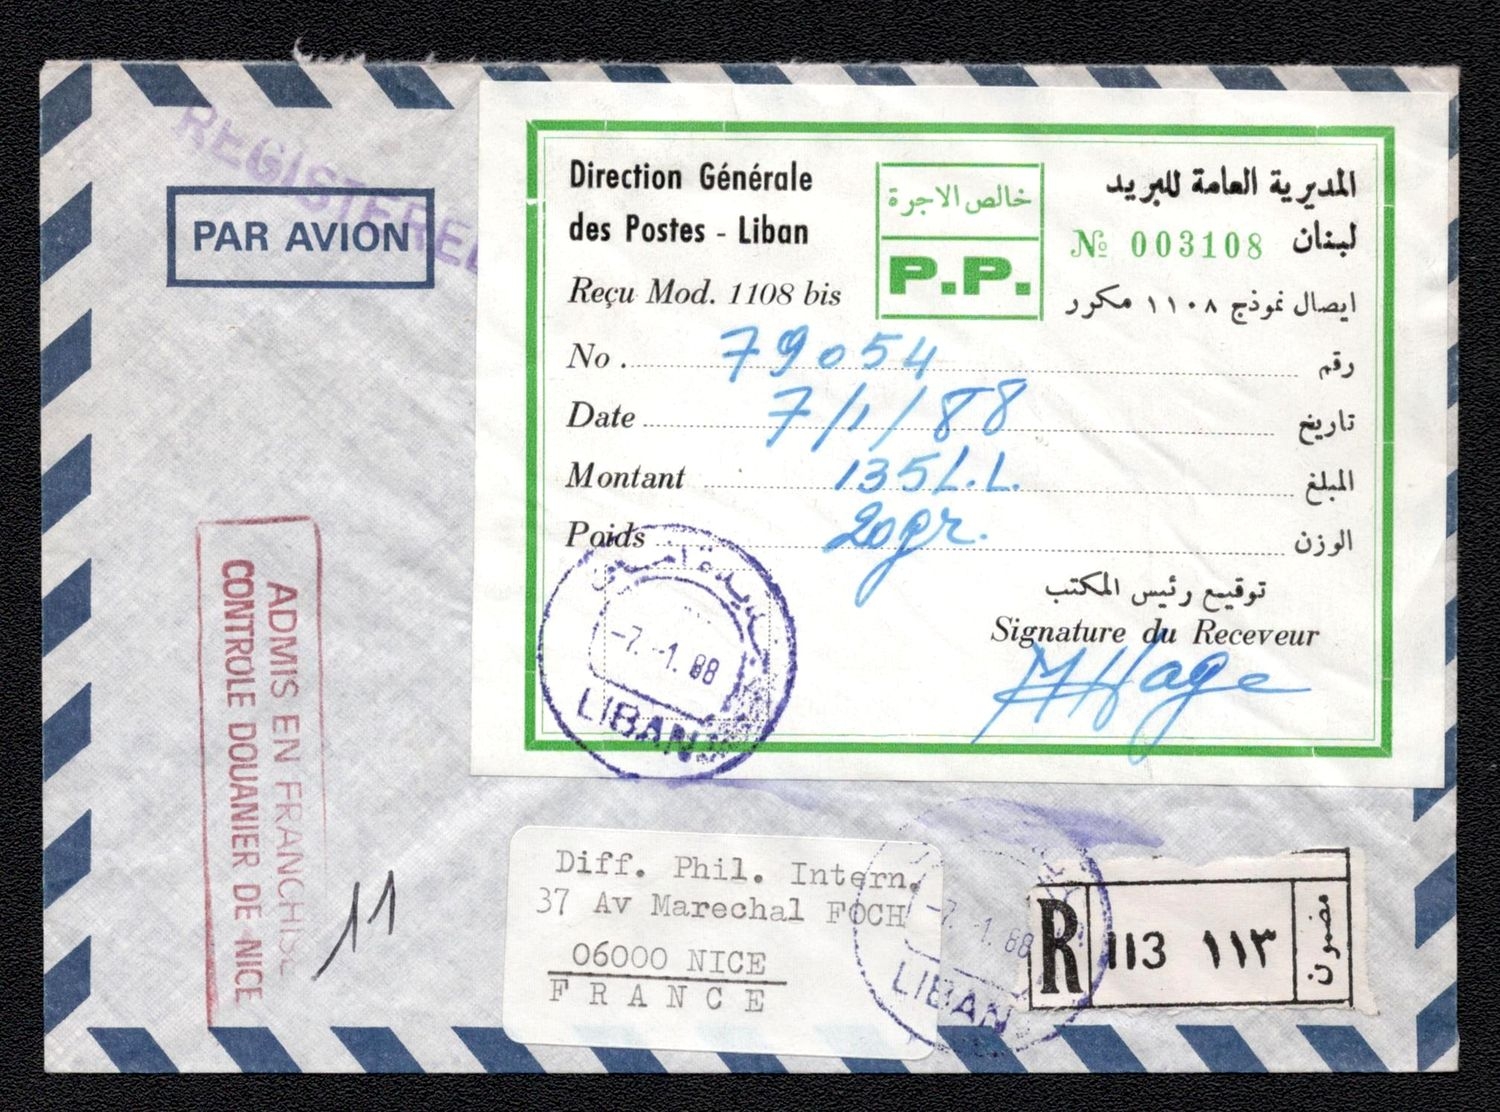 REGISTERED
PAR AVION
Direction Générale
des Postes - Liban
Reçu Mod. 1108 bis
خالص الاجرة
P.P.
المديرية العامة للبريد
لبنان
№ 003108
ايصال نموذج ١١٠٨ مكرر
No. 79054 رقم
Date 7/1/88 تاريخ
Montant 135 L.L. المبلغ
Poids 20 gr. الوزن
توقيع رئيس المكتب
Signature du Receveur
-7.-1.88
LIBAN
ADMIS EN FRANCHISE
CONTROLE DOUANIER DE NICE
11
Diff. Phil. Intern.
37 Av Marechal FOCH
06000 NICE
FRANCE
-7.-1.88
LIBAN
R 113 ١١٣ مضمون